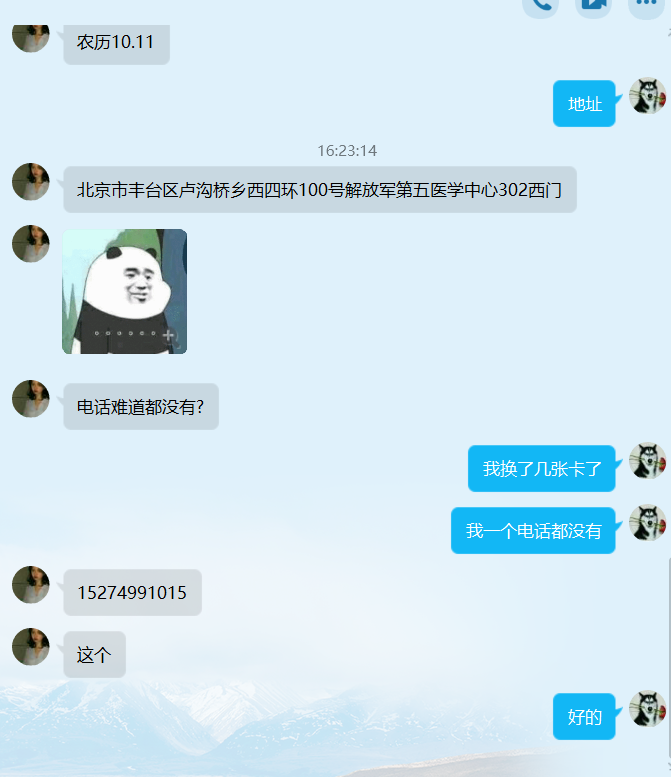 农历10.11
地址
16:23:14
北京市丰台区卢沟桥乡西四环100号解放军第五医学中心302西门
。。。。。。
电话难道都没有?
我换了几张卡了
我一个电话都没有
15274991015
这个
好的